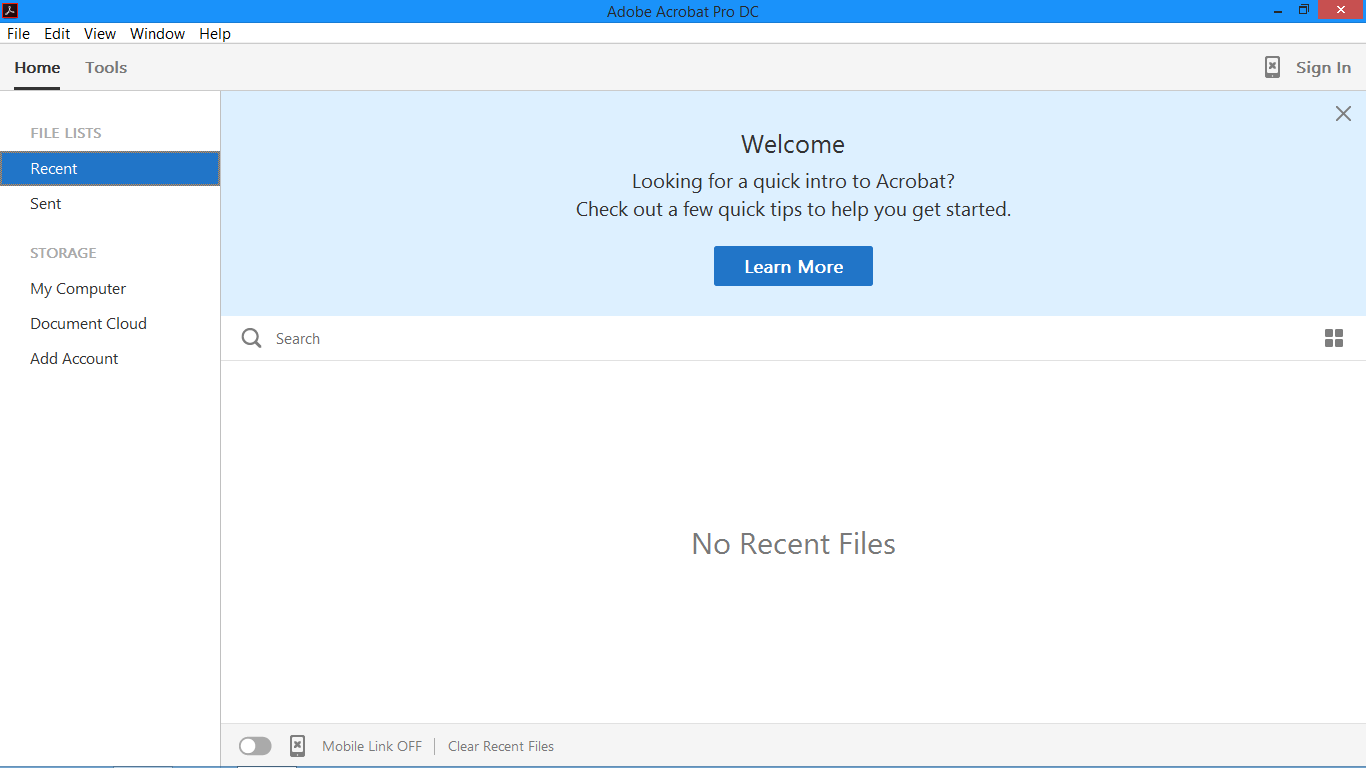 Adobe Acrobat Pro DC
File Edit View Window Help
Home Tools Sign In
FILE LISTS
Recent
Sent
STORAGE
My Computer
Document Cloud
Add Account
Welcome
Looking for a quick intro to Acrobat?
Check out a few quick tips to help you get started.
Learn More
Search
No Recent Files
Mobile Link OFF Clear Recent Files